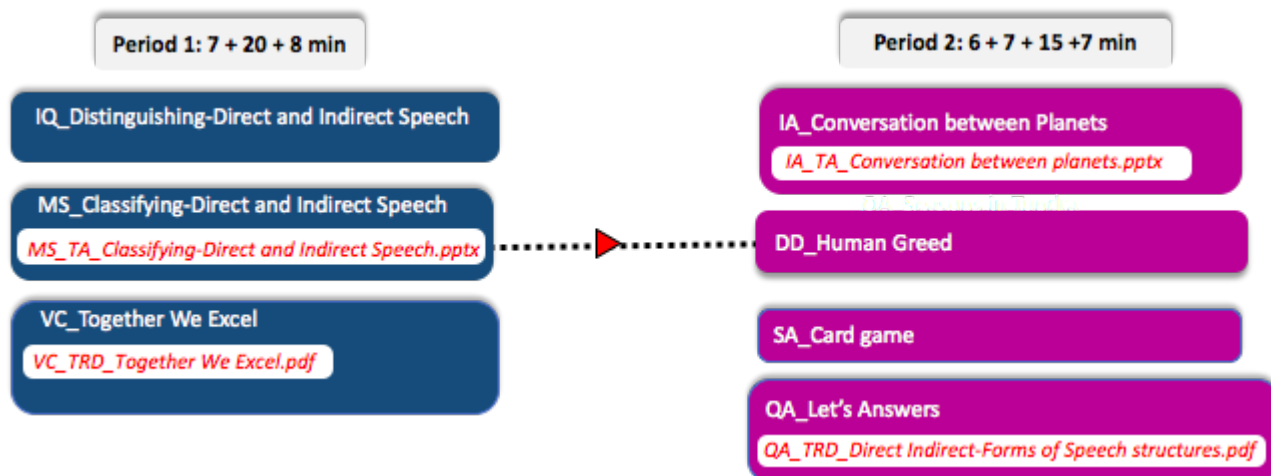 Period 1: 7 + 20 + 8 min
IQ_Distinguishing-Direct and Indirect Speech
MS_Classifying-Direct and Indirect Speech
MS_TA_Classifying-Direct and Indirect Speech.pptx
VC_Together We Excel
VC_TRD_Together We Excel.pdf
Period 2: 6 + 7 + 15 +7 min
IA_Conversation between Planets
IA_TA_Conversation between planets.pptx
DD_Human Greed
SA_Card game
QA_Let's Answers
QA_TRD_Direct Indirect-Forms of Speech structures.pdf